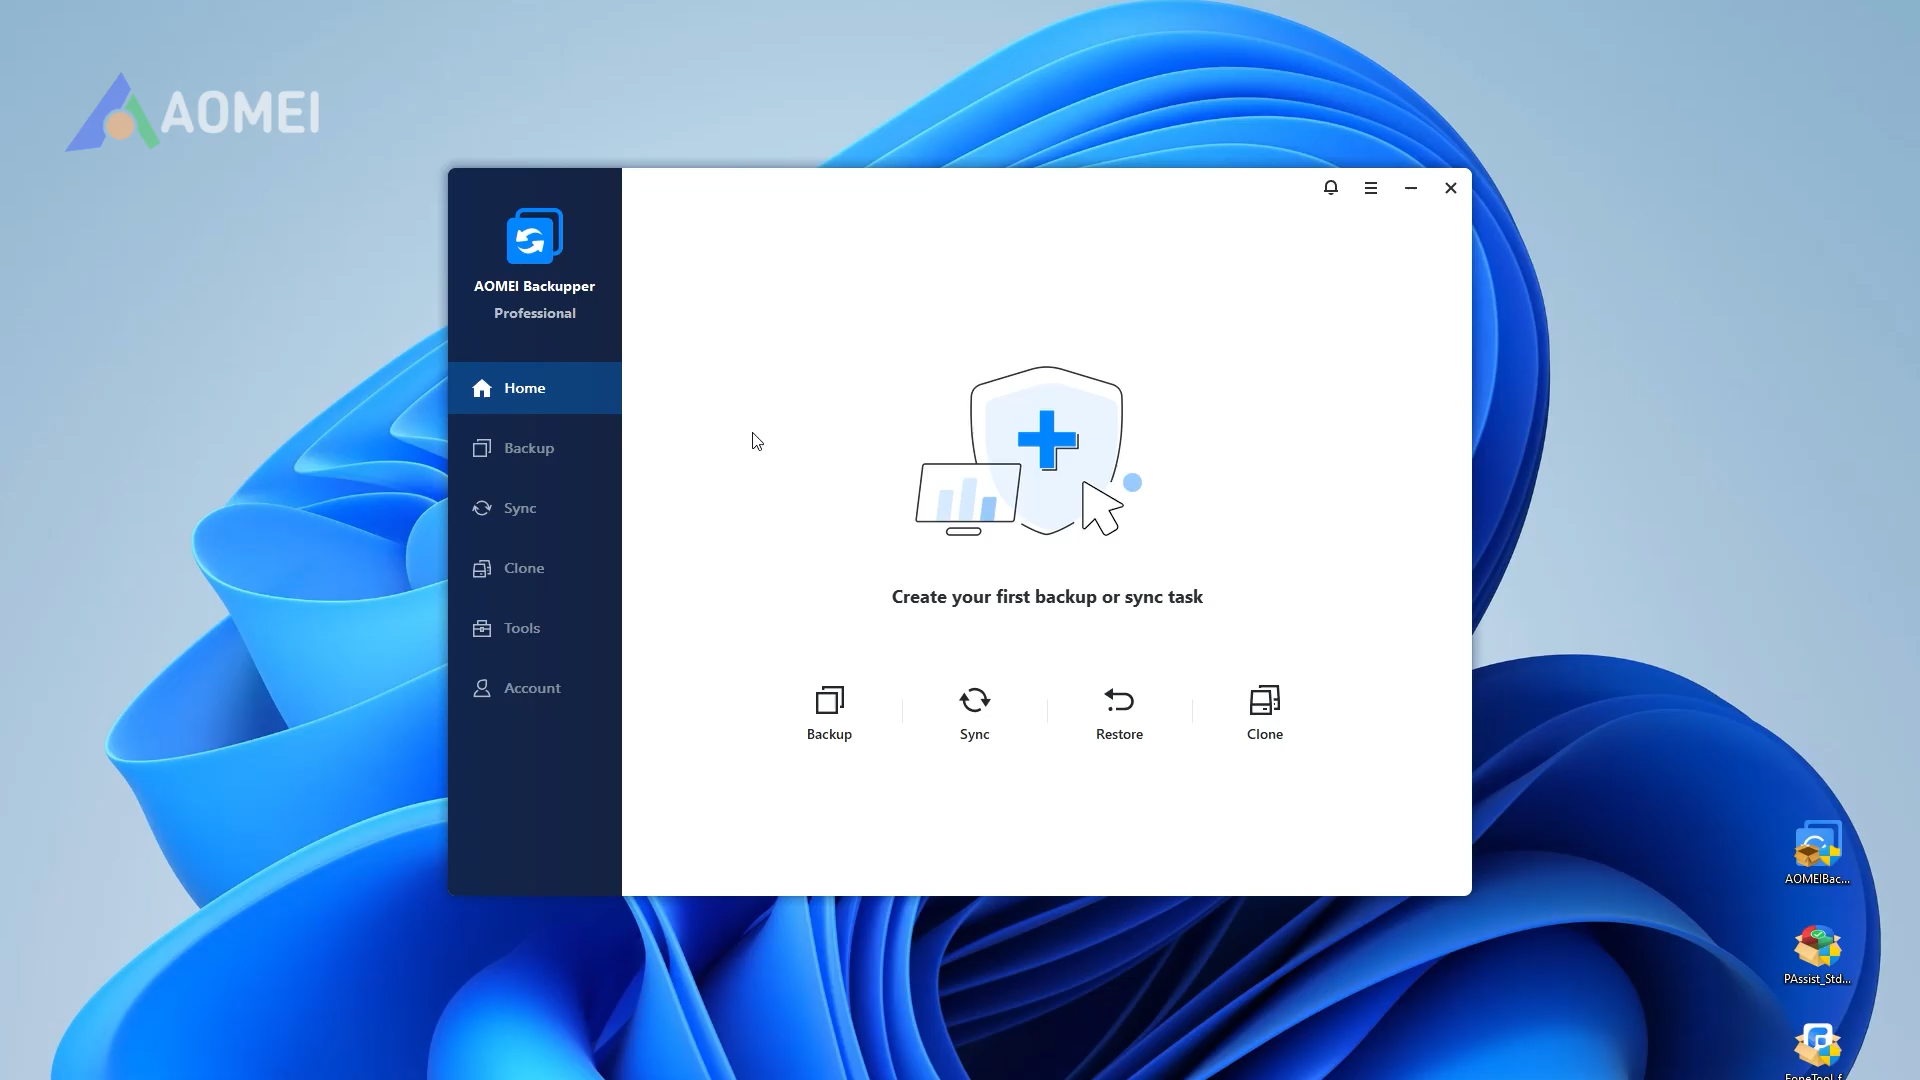 AOMEI
AOMEI Backupper
Professional
Home
Backup
Sync
Clone
Tools
Account
Create your first backup or sync task
Backup
Sync
Restore
Clone
AOMEIBac...
PAssist_Std...
FoneTool_f